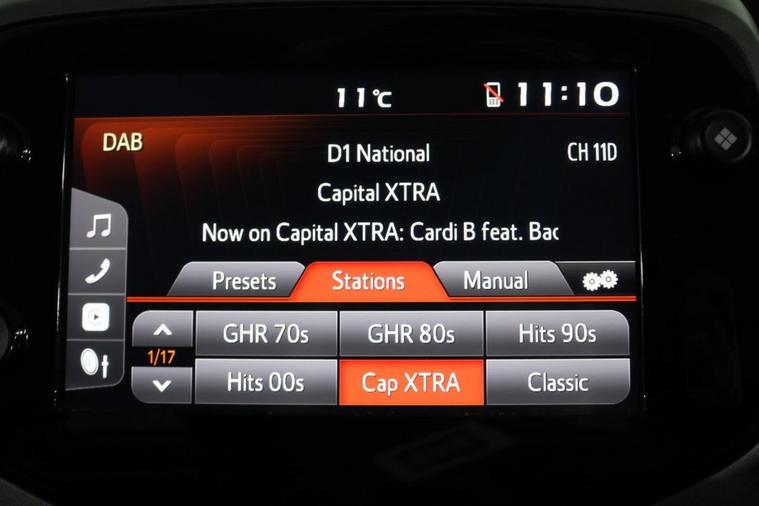 11°C 11:10
DAB
D1 National CH 11D
Capital XTRA
Now on Capital XTRA: Cardi B feat. Bac
Presets Stations Manual
GHR 70s GHR 80s Hits 90s
1/17
Hits 00s Cap XTRA Classic